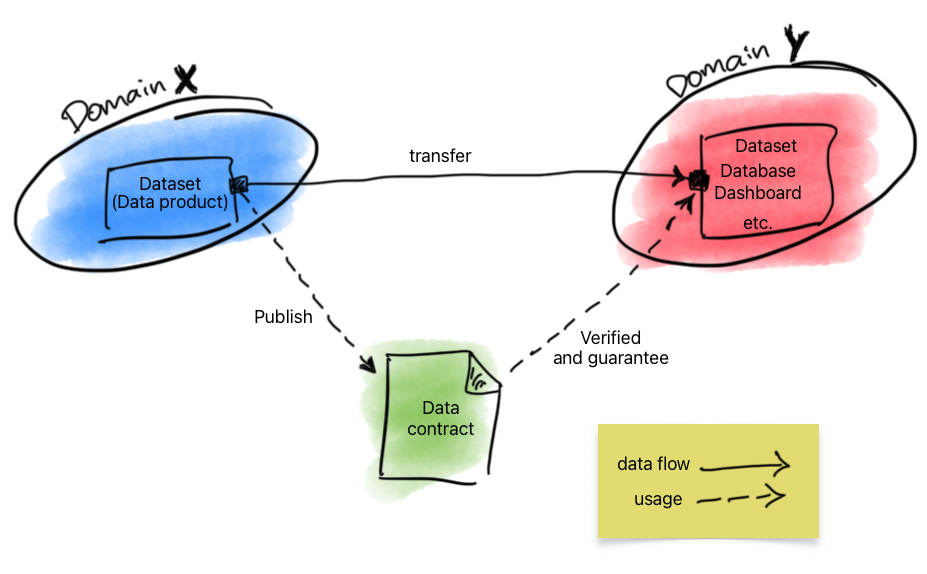 Domain X
Domain Y
Dataset
(Data product)
transfer
Dataset
Database
Dashboard
etc.
Publish
Verified
and guarantee
Data
contract
data flow
usage